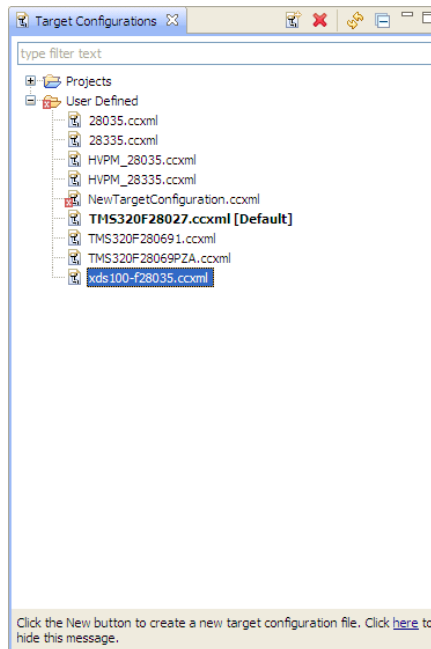 Target Configurations
type filter text
Projects
User Defined
28035.ccxml
28335.ccxml
HVPM_28035.ccxml
HVPM_28335.ccxml
NewTargetConfiguration.ccxml
TMS320F28027.ccxml [Default]
TMS320F280691.ccxml
TMS320F28069PZA.ccxml
xds100-f28035.ccxml
Click the New button to create a new target configuration file. Click here to
hide this message.